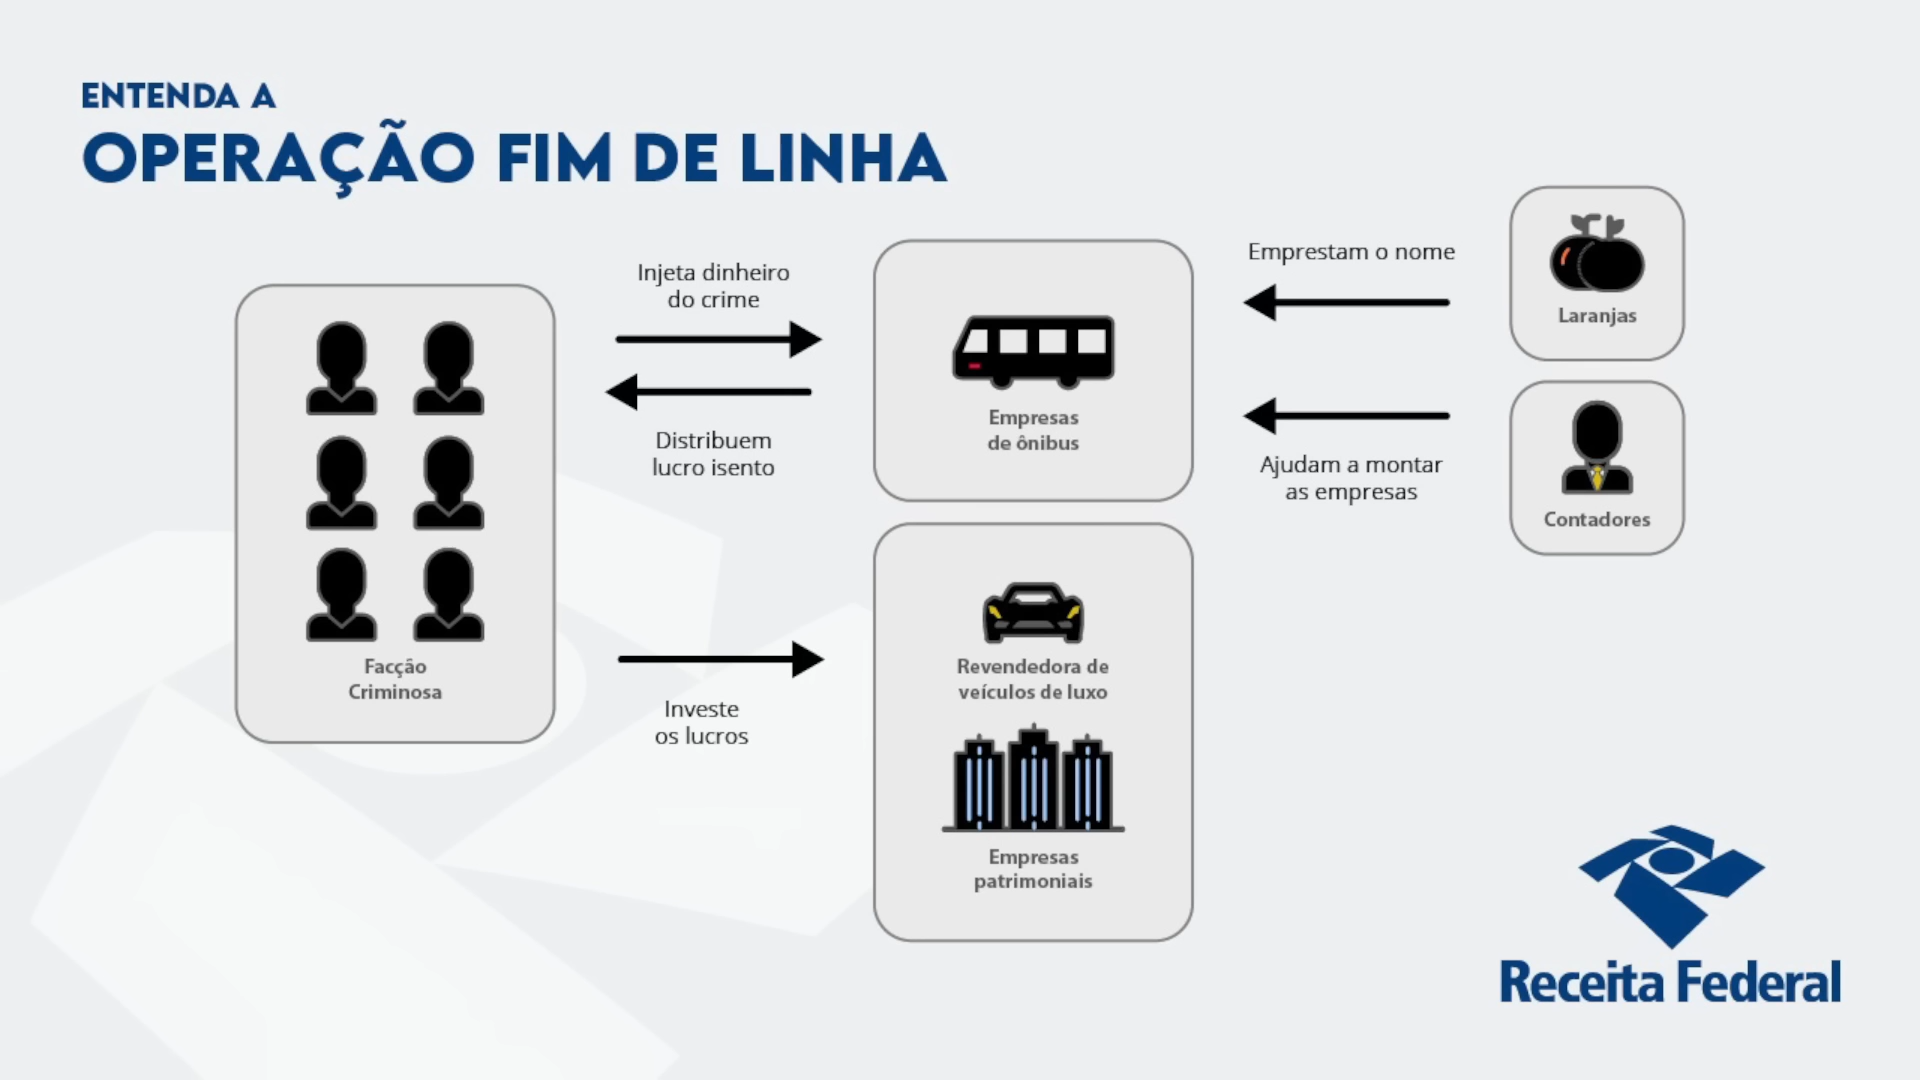 ENTENDA A
OPERAÇÃO FIM DE LINHA
Facção
Criminosa
Injeta dinheiro
do crime
Distribuem
lucro isento
Investe
os lucros
Empresas
de ônibus
Revendedora de
veículos de luxo
Empresas
patrimoniais
Emprestam o nome
Ajudam a montar
as empresas
Laranjas
Contadores
Receita Federal